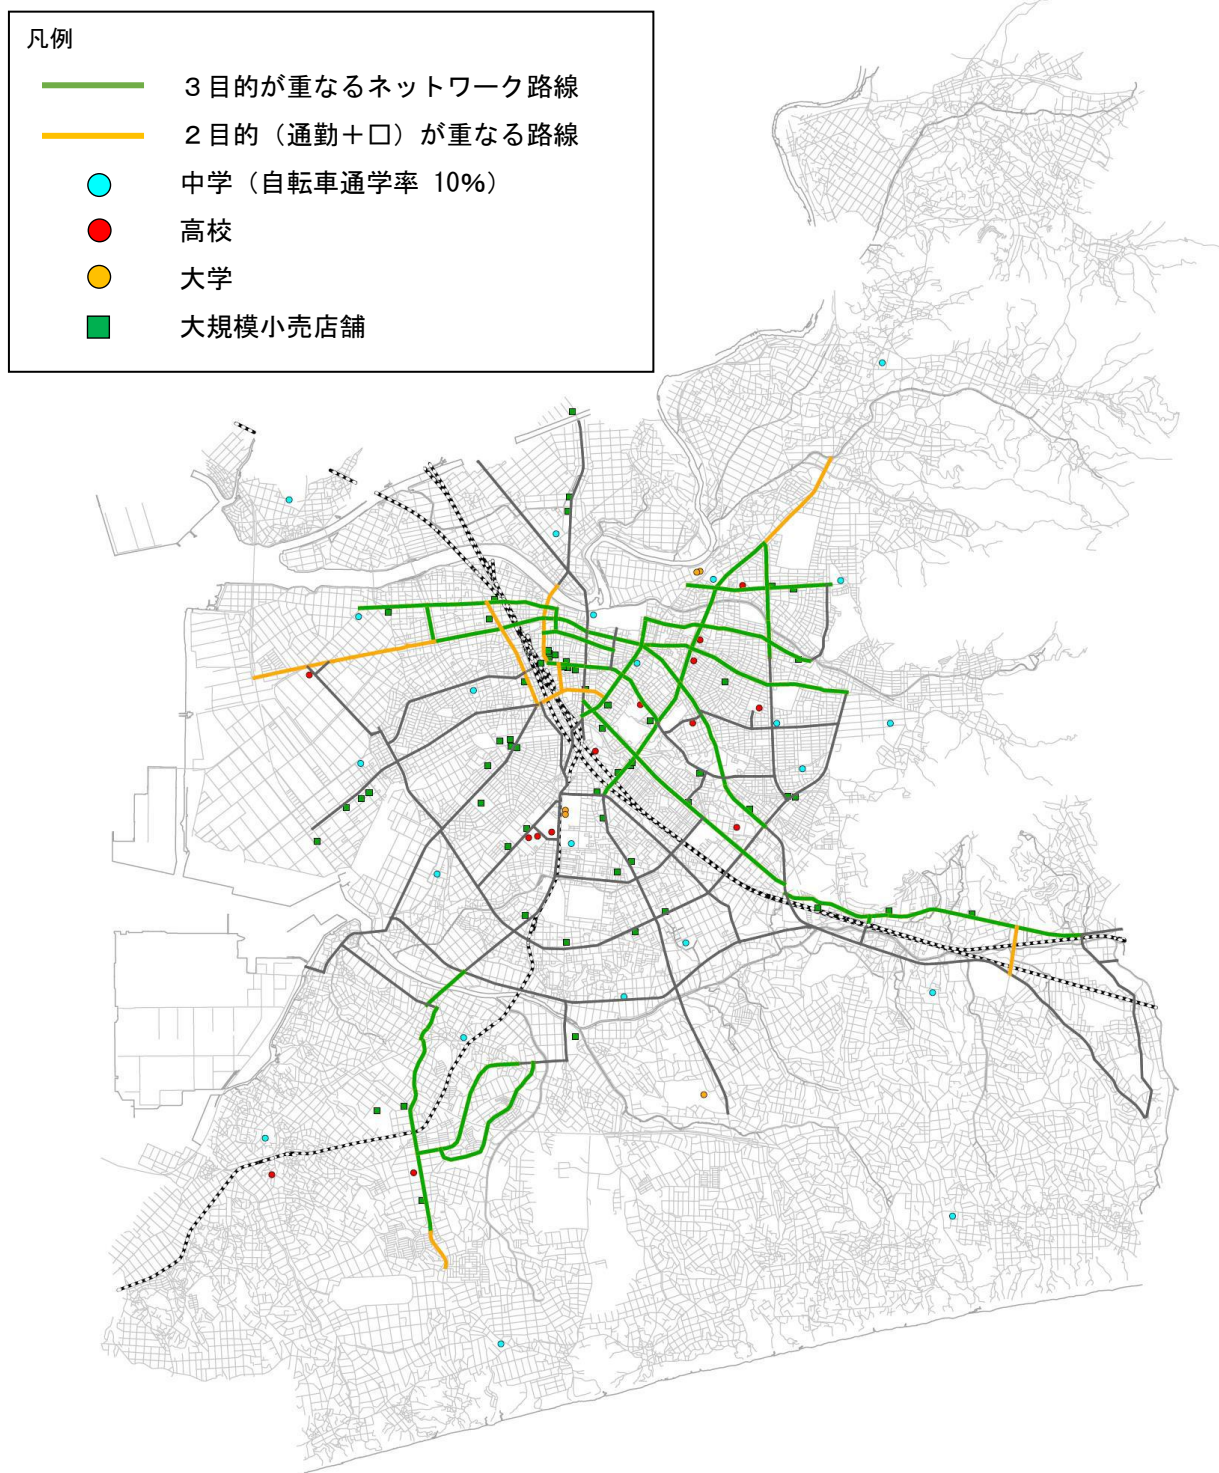 凡例
３目的が重なるネットワーク路線
２目的（通勤＋口）が重なる路線
中学（自転車通学率 10%）
高校
大学
大規模小売店舗